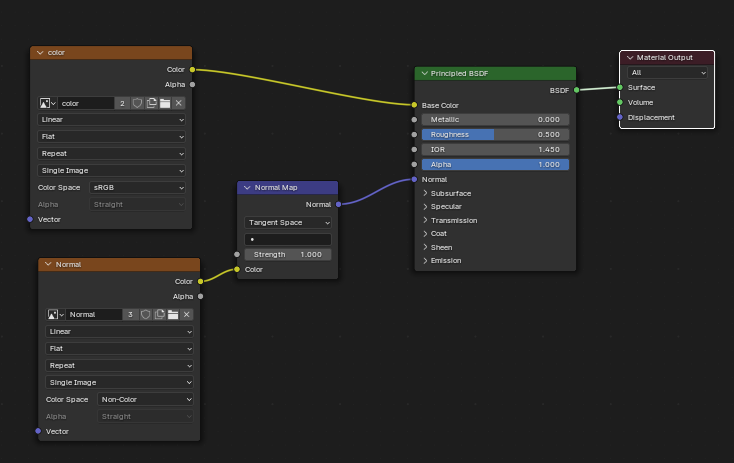 color
Color
Alpha
color 2
Linear
Flat
Repeat
Single Image
Color Space sRGB
Alpha Straight
Vector
Normal
Color
Alpha
Normal 3
Linear
Flat
Repeat
Single Image
Color Space Non-Color
Alpha Straight
Vector
Normal Map
Normal
Tangent Space
Strength 1.000
Color
Principled BSDF
BSDF
Base Color
Metallic 0.000
Roughness 0.500
IOR 1.450
Alpha 1.000
Normal
Subsurface
Specular
Transmission
Coat
Sheen
Emission
Material Output
All
Surface
Volume
Displacement